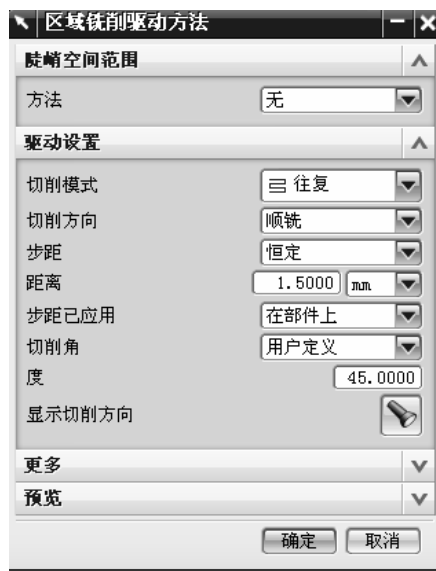 区域铣削驱动方法
陡峭空间范围
方法 无
驱动设置
切削模式 往复
切削方向 顺铣
步距 恒定
距离 1.5000 mm
步距已应用 在部件上
切削角 用户定义
度 45.0000
显示切削方向
更多
预览
确定 取消